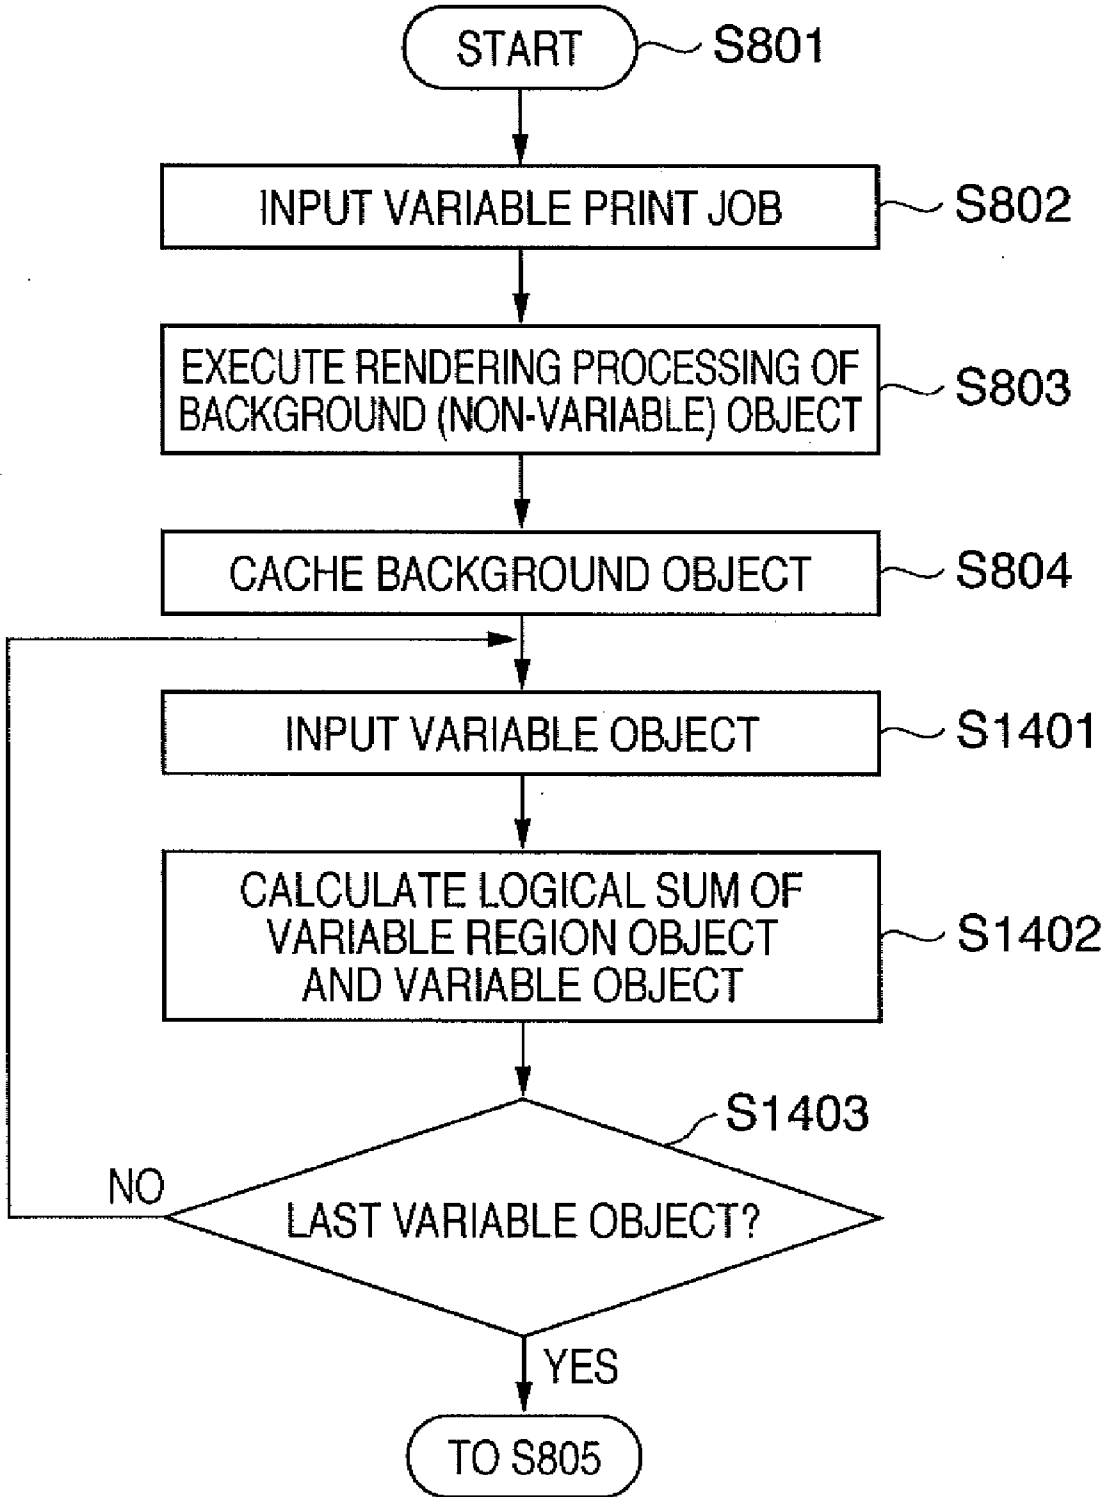 START
S801
INPUT VARIABLE PRINT JOB
S802
EXECUTE RENDERING PROCESSING OF
BACKGROUND (NON-VARIABLE) OBJECT
S803
CACHE BACKGROUND OBJECT
S804
INPUT VARIABLE OBJECT
S1401
CALCULATE LOGICAL SUM OF
VARIABLE REGION OBJECT
AND VARIABLE OBJECT
S1402
S1403
NO
LAST VARIABLE OBJECT?
YES
TO S805